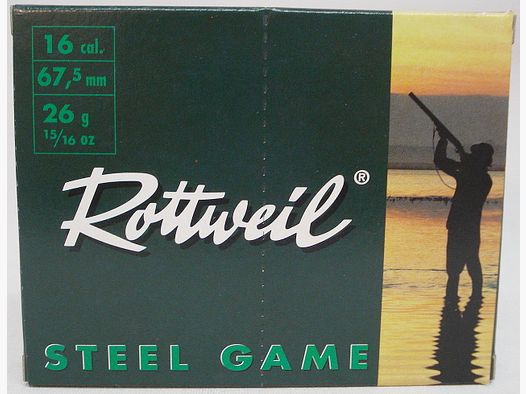 16 cal.
67,5 mm
26 g
15/16 oz
Rottweil®
STEEL GAME